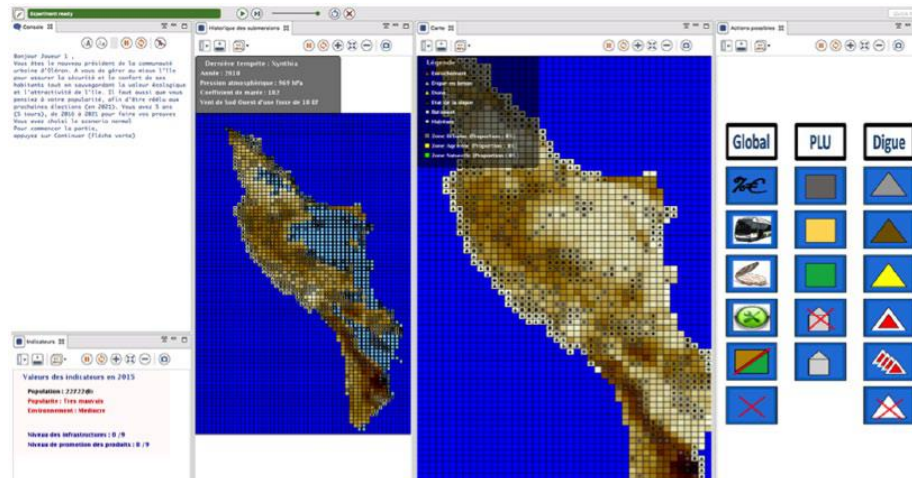 Experiment ready
Console
Bonjour Joueur 1 ,
Vous êtes le nouveau président de la communauté
urbaine d'Oléron. A vous de gérer au mieux l'île
pour assurer la sécurité et le confort de ses
habitants tout en sauvegardant la valeur écologique
et l'attractivité de l'île. Il faut aussi que vous
pensiez à votre popularité, afin d'être réélu aux
prochaines élections (en 2021). Vous avez 5 ans
(5 tours), de 2016 à 2021 pour faire vos preuves
Vous avez choisi le scenario normal
Pour commencer la partie,
appuyez sur Continuer (flèche verte)
Indicateurs
Valeurs des indicateurs en 2015
Population :
Popularite : Tres mauvais
Environnement : Mediocre
Niveau des infrastructures : 0 /9
Niveau de promotion des produits : 0 /9
Historique des submersions
Dernière tempête : Xynthia
Année : 2010
Pression atmosphérique : 969 hPa
Coefficient de marée : 102
Vent de Sud Ouest d'une force de 10 Bf
Carte
Légende
Enrochement
Digue en béton
Dune
Etat de la digue
Batiment
Zone Urbaine (Proportion : 0)
Zone Agricole (Proportion : 0)
Zone Naturelle (Proportion : 0)
Actions possibles
Global
PLU
Digue
%€